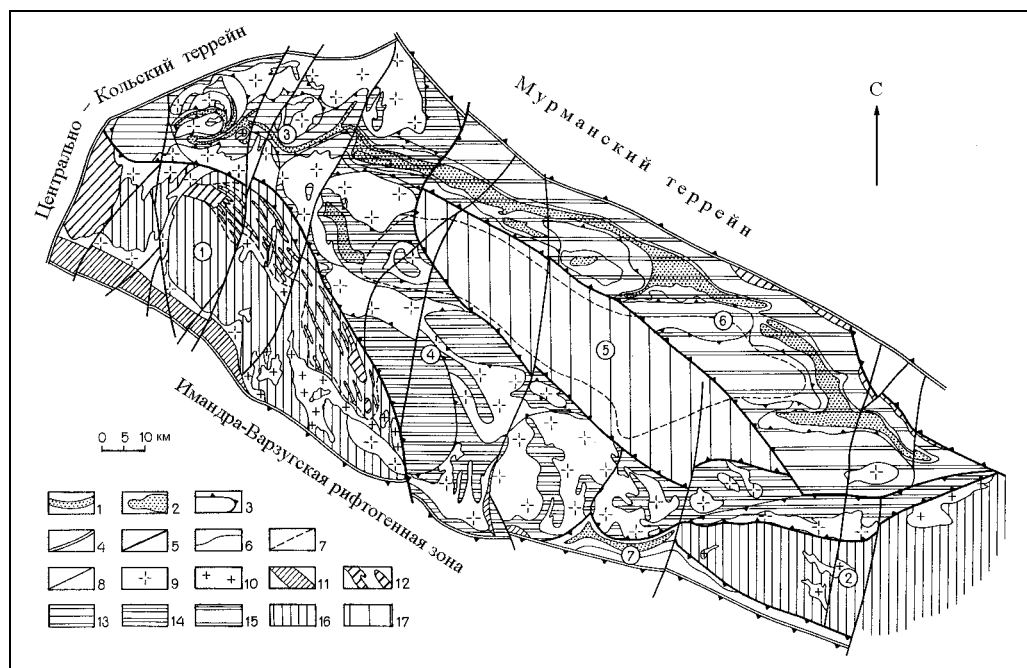 Центрально – Кольский террейн
Мурманский террейн
С
3
1
6
5
4
Имандра-Варзугская рифтогенная зона
0 5 10 км
7
2
1 2 3
4 5 6 7
8 9 10 11 12
13 14 15 16 17